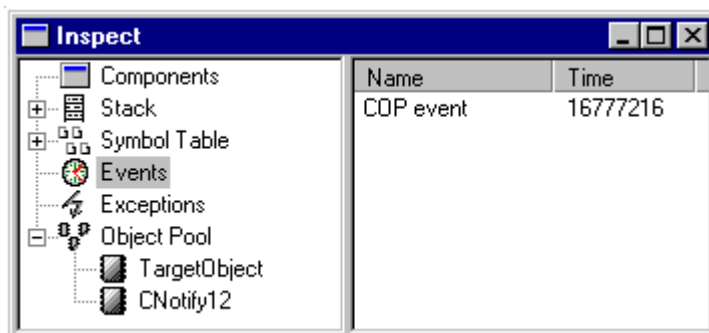 Inspect
Components
Stack
Symbol Table
Events
Exceptions
Object Pool
TargetObject
CNotify12
Name Time
COP event 16777216